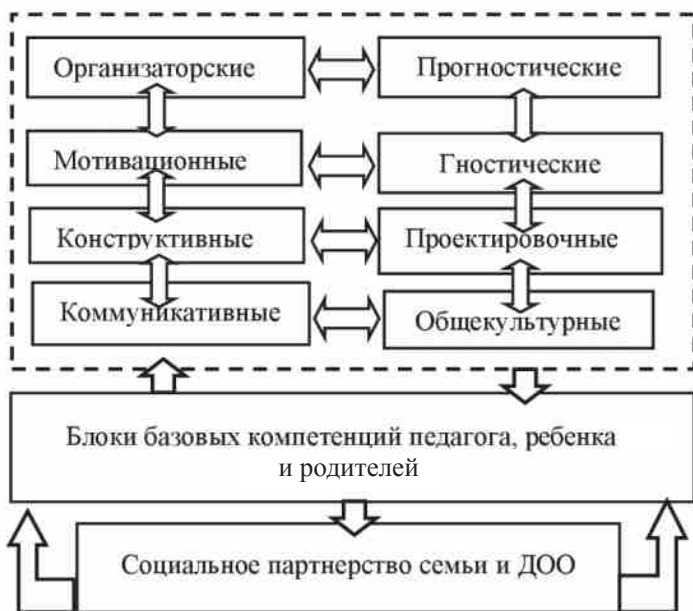 Организаторские
Прогностические
Мотивационные
Гностические
Конструктивные
Проектировочные
Коммуникативные
Общекультурные
Блоки базовых компетенций педагога, ребенка
и родителей
Социальное партнерство семьи и ДОО